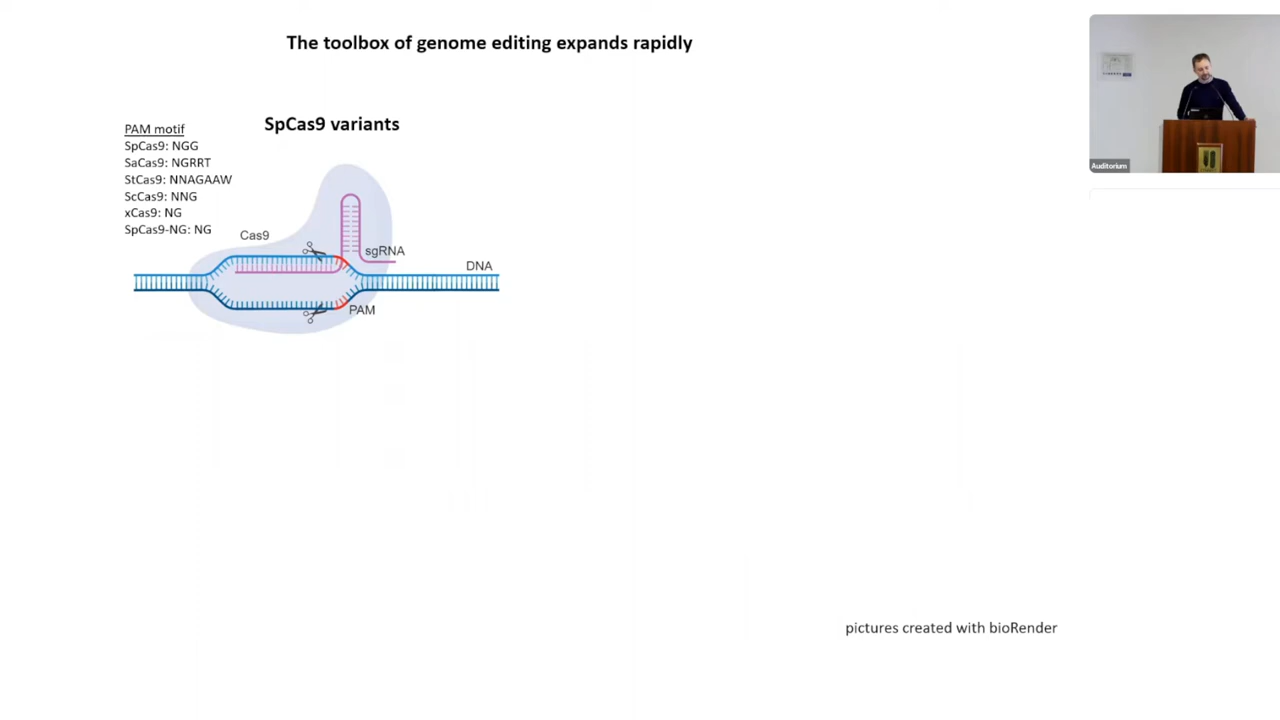 The toolbox of genome editing expands rapidly
SpCas9 variants
PAM motif
SpCas9: NGG
SaCas9: NGRRT
StCas9: NNAGAAW
ScCas9: NNG
xCas9: NG
SpCas9-NG: NG
Cas9
sgRNA
DNA
PAM
pictures created with bioRender
Auditorium